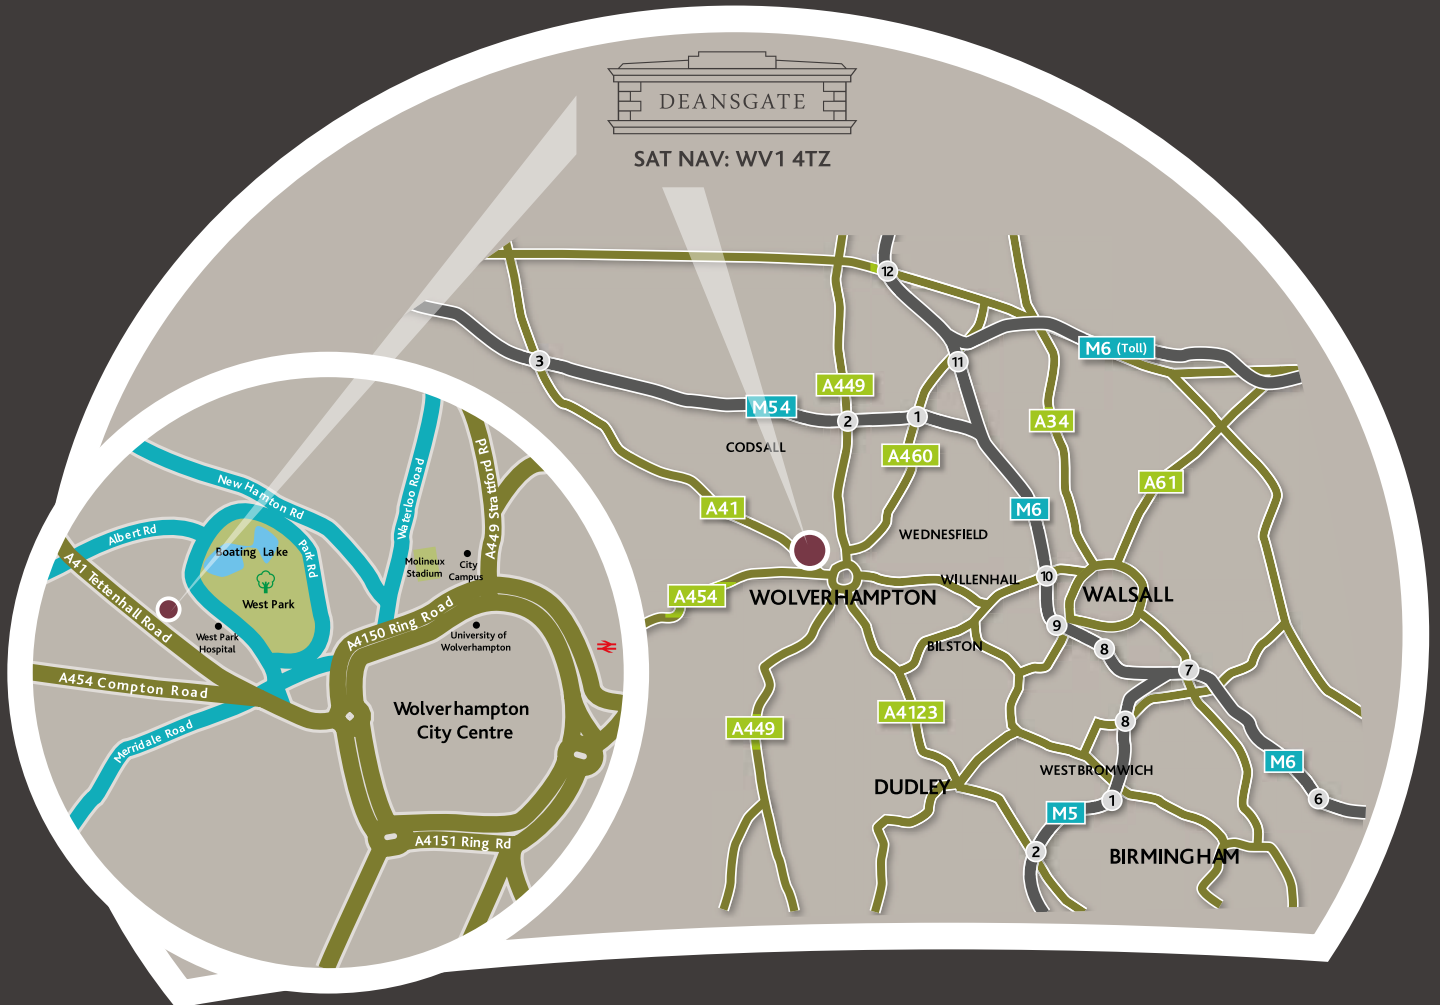 DEANSGATE
SAT NAV: WV1 4TZ
12
M6 (Toll)
3
11
A449
M54
2
1
A34
CODSALL
A460
A61
A41
M6
WEDNESFIELD
10
WILLENHALL
A454
WOLVERHAMPTON
WALSALL
9
BILSTON
8
7
A4123
A449
8
M6
WESTBROMWICH
DUDLEY
6
1
M5
2
BIRMINGHAM
New Hamton Rd
Waterloo Road
A449 Stratford Rd
Albert Rd
Park Rd
Boating Lake
Molineux
Stadium
City
Campus
A41 Tettenhall Road
West Park
West Park
Hospital
A4150 Ring Road
University of
Wolverhampton
A454 Compton Road
Wolverhampton
City Centre
Merridale Road
A4151 Ring Rd